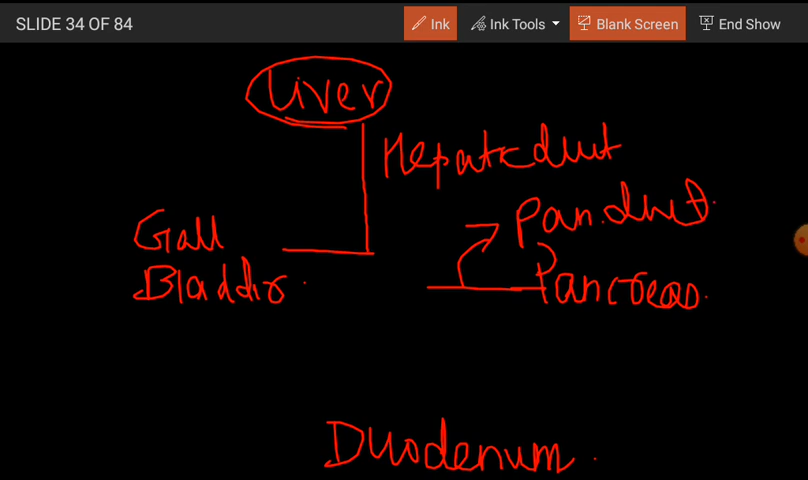 SLIDE 34 OF 84
Ink
Ink Tools
Blank Screen
End Show
Liver
Hepatic duct
Pan.duct.
Gall
Bladder
Pancreas.
Duodenum.